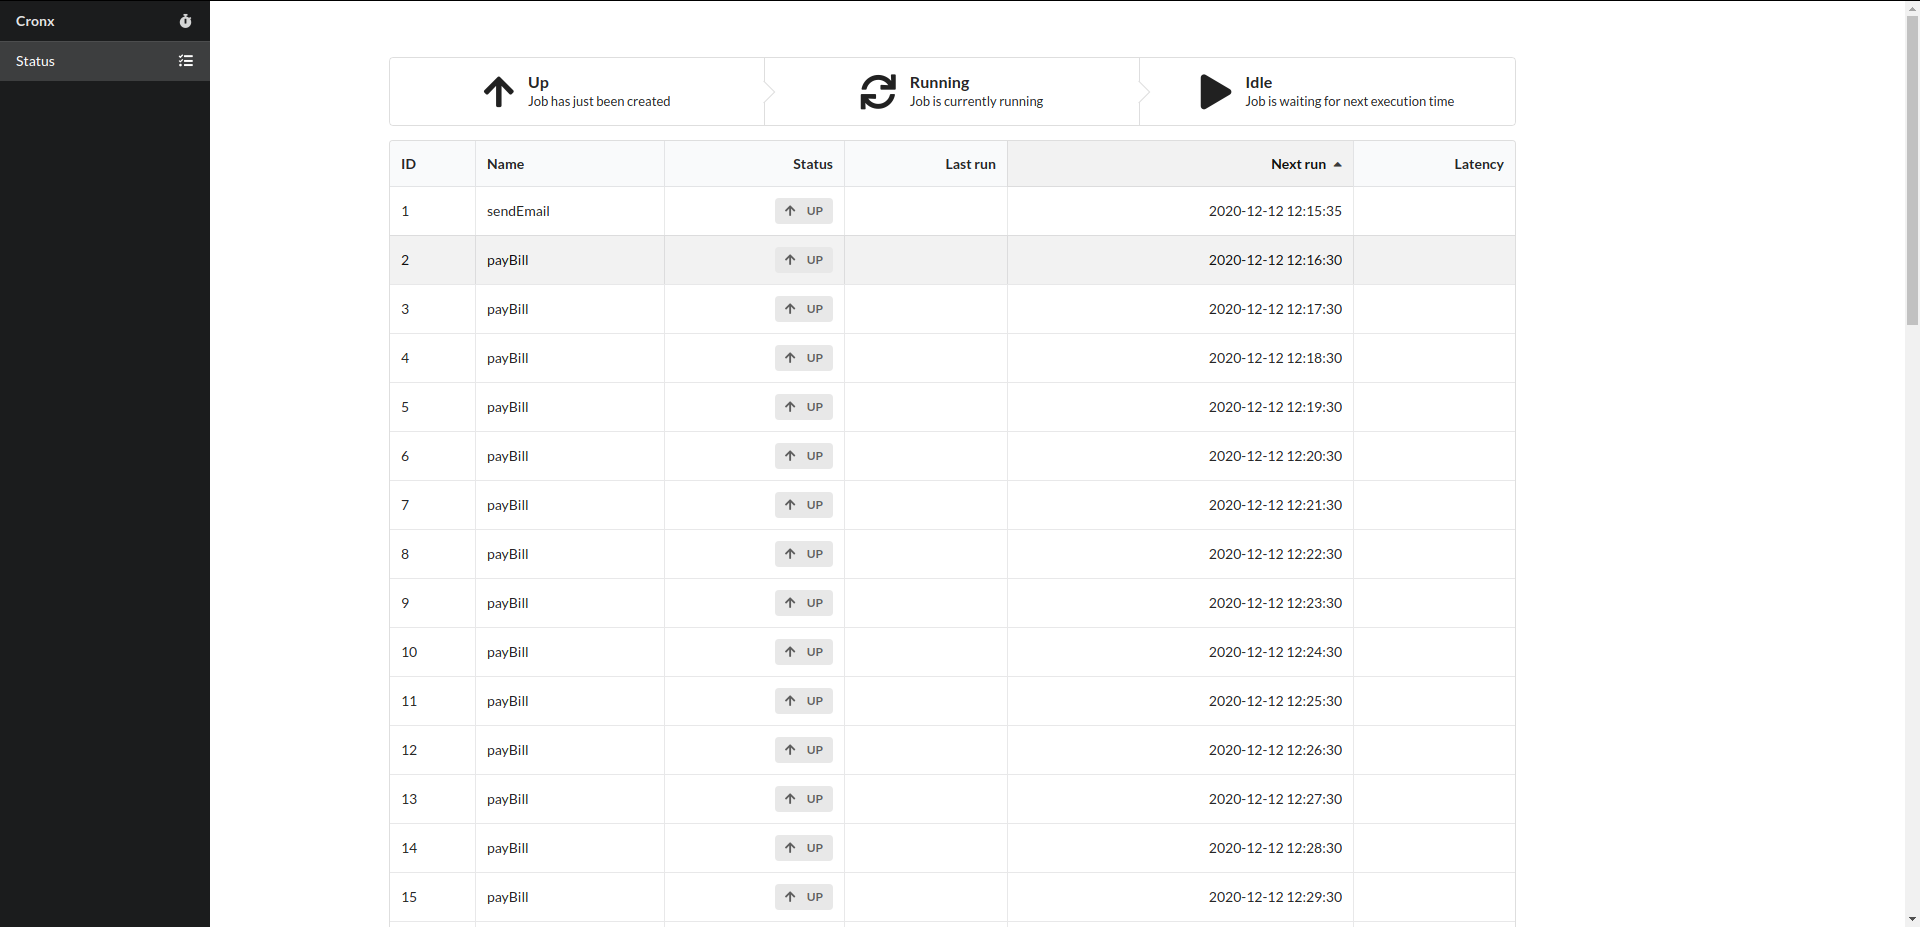 Cronx
Status
Up
Job has just been created
Running
Job is currently running
Idle
Job is waiting for next execution time
ID Name Status Last run Next run Latency
1 sendEmail UP 2020-12-12 12:15:35
2 payBill UP 2020-12-12 12:16:30
3 payBill UP 2020-12-12 12:17:30
4 payBill UP 2020-12-12 12:18:30
5 payBill UP 2020-12-12 12:19:30
6 payBill UP 2020-12-12 12:20:30
7 payBill UP 2020-12-12 12:21:30
8 payBill UP 2020-12-12 12:22:30
9 payBill UP 2020-12-12 12:23:30
10 payBill UP 2020-12-12 12:24:30
11 payBill UP 2020-12-12 12:25:30
12 payBill UP 2020-12-12 12:26:30
13 payBill UP 2020-12-12 12:27:30
14 payBill UP 2020-12-12 12:28:30
15 payBill UP 2020-12-12 12:29:30